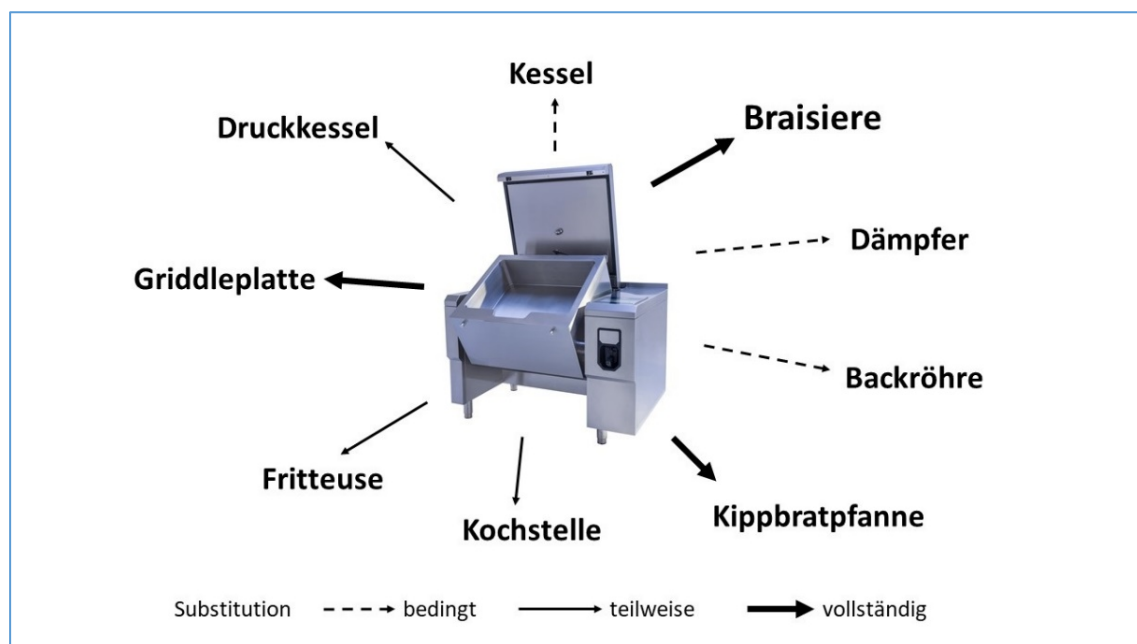 Kessel
Druckkessel
Braisiere
Dämpfer
Griddleplatte
Backröhre
Fritteuse
Kochstelle
Kippbratpfanne
Substitution bedingt teilweise vollständig